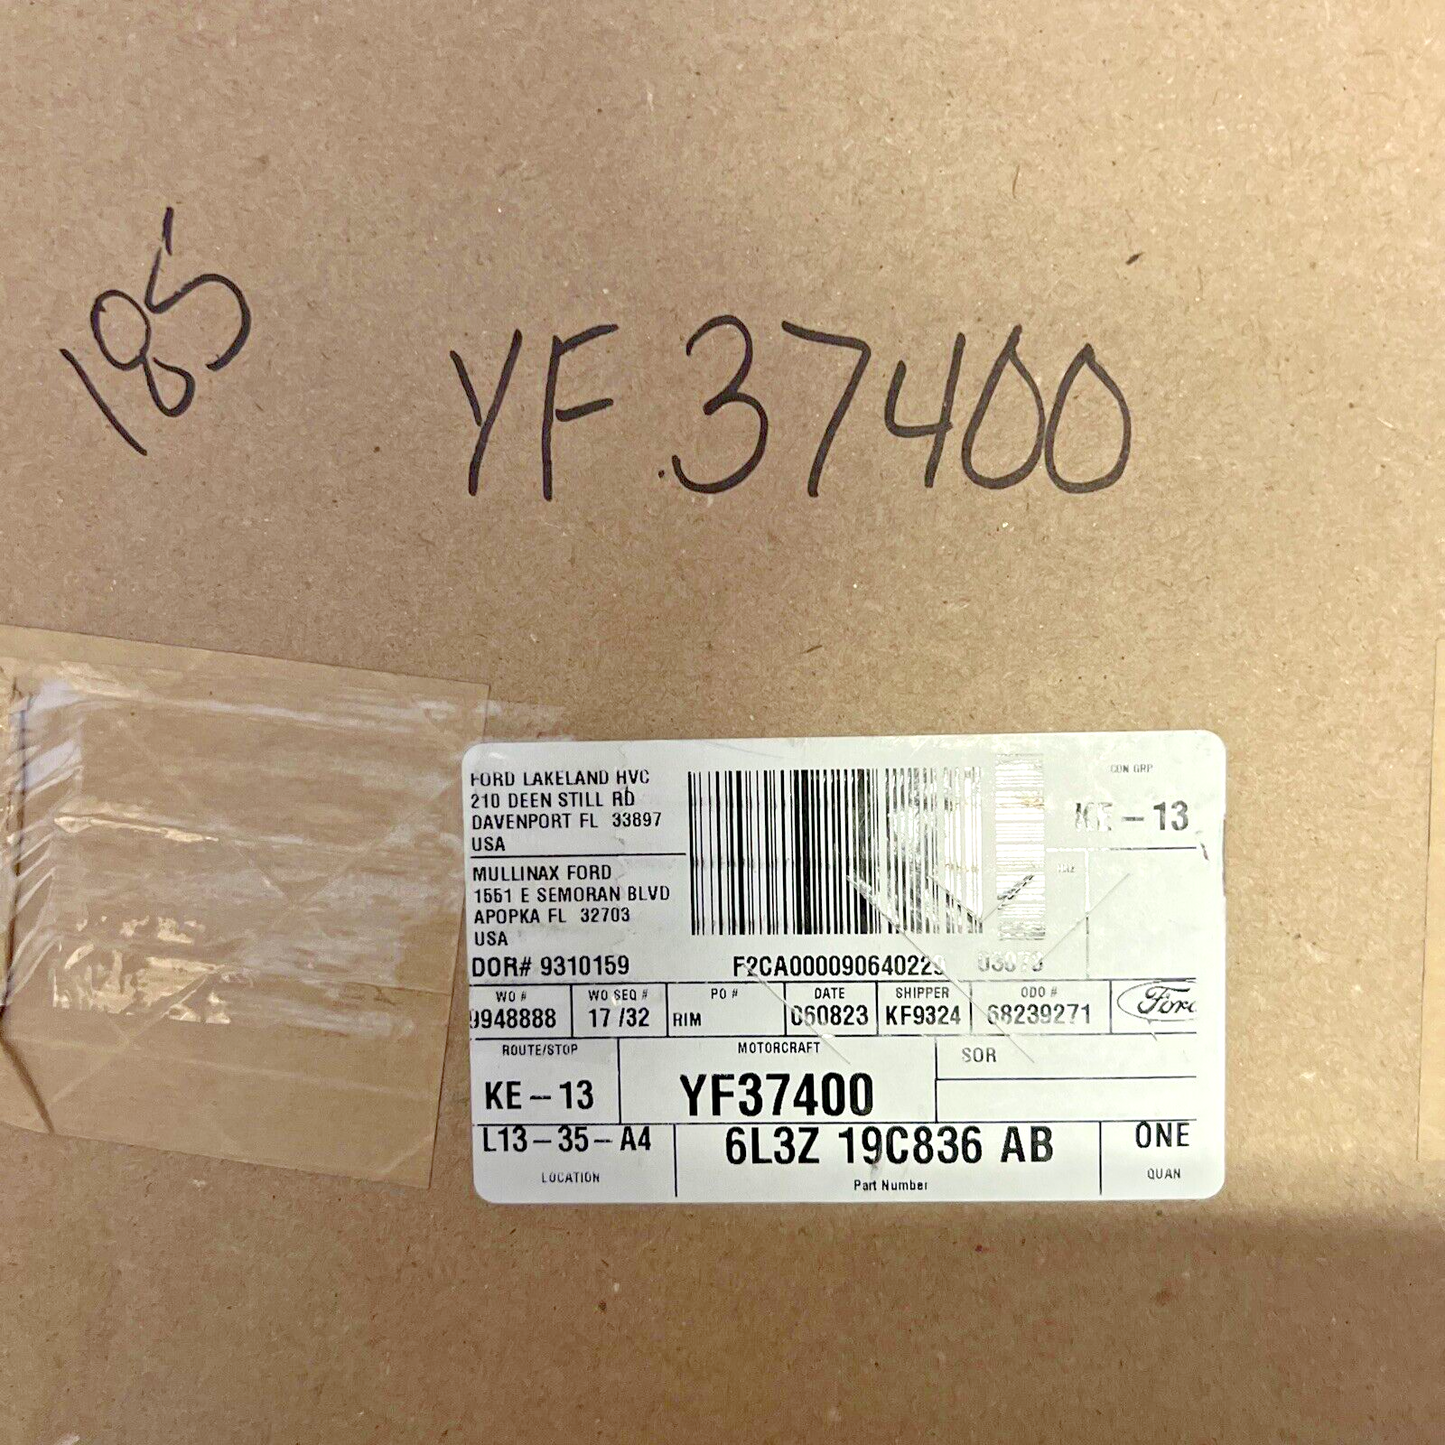 185
YF 37400
FORD LAKELAND HVC
210 DEEN STILL RD
DAVENPORT FL 33897
USA
MULLINAX FORD
1551 E SEMORAN BLVD
APOPKA FL 32703
USA
DOR# 9310159
F2CA000090640229
CON GRP
KE-13
WO #
9948888
WO SEQ #
17 /32
PO #
RIM
DATE
060823
SHIPPER
KF9324
ODO #
68239271
Ford
ROUTE/STOP
KE-13
MOTORCRAFT
YF37400
SOR
L13-35-A4
LOCATION
6L3Z 19C836 AB
Part Number
ONE
QUAN